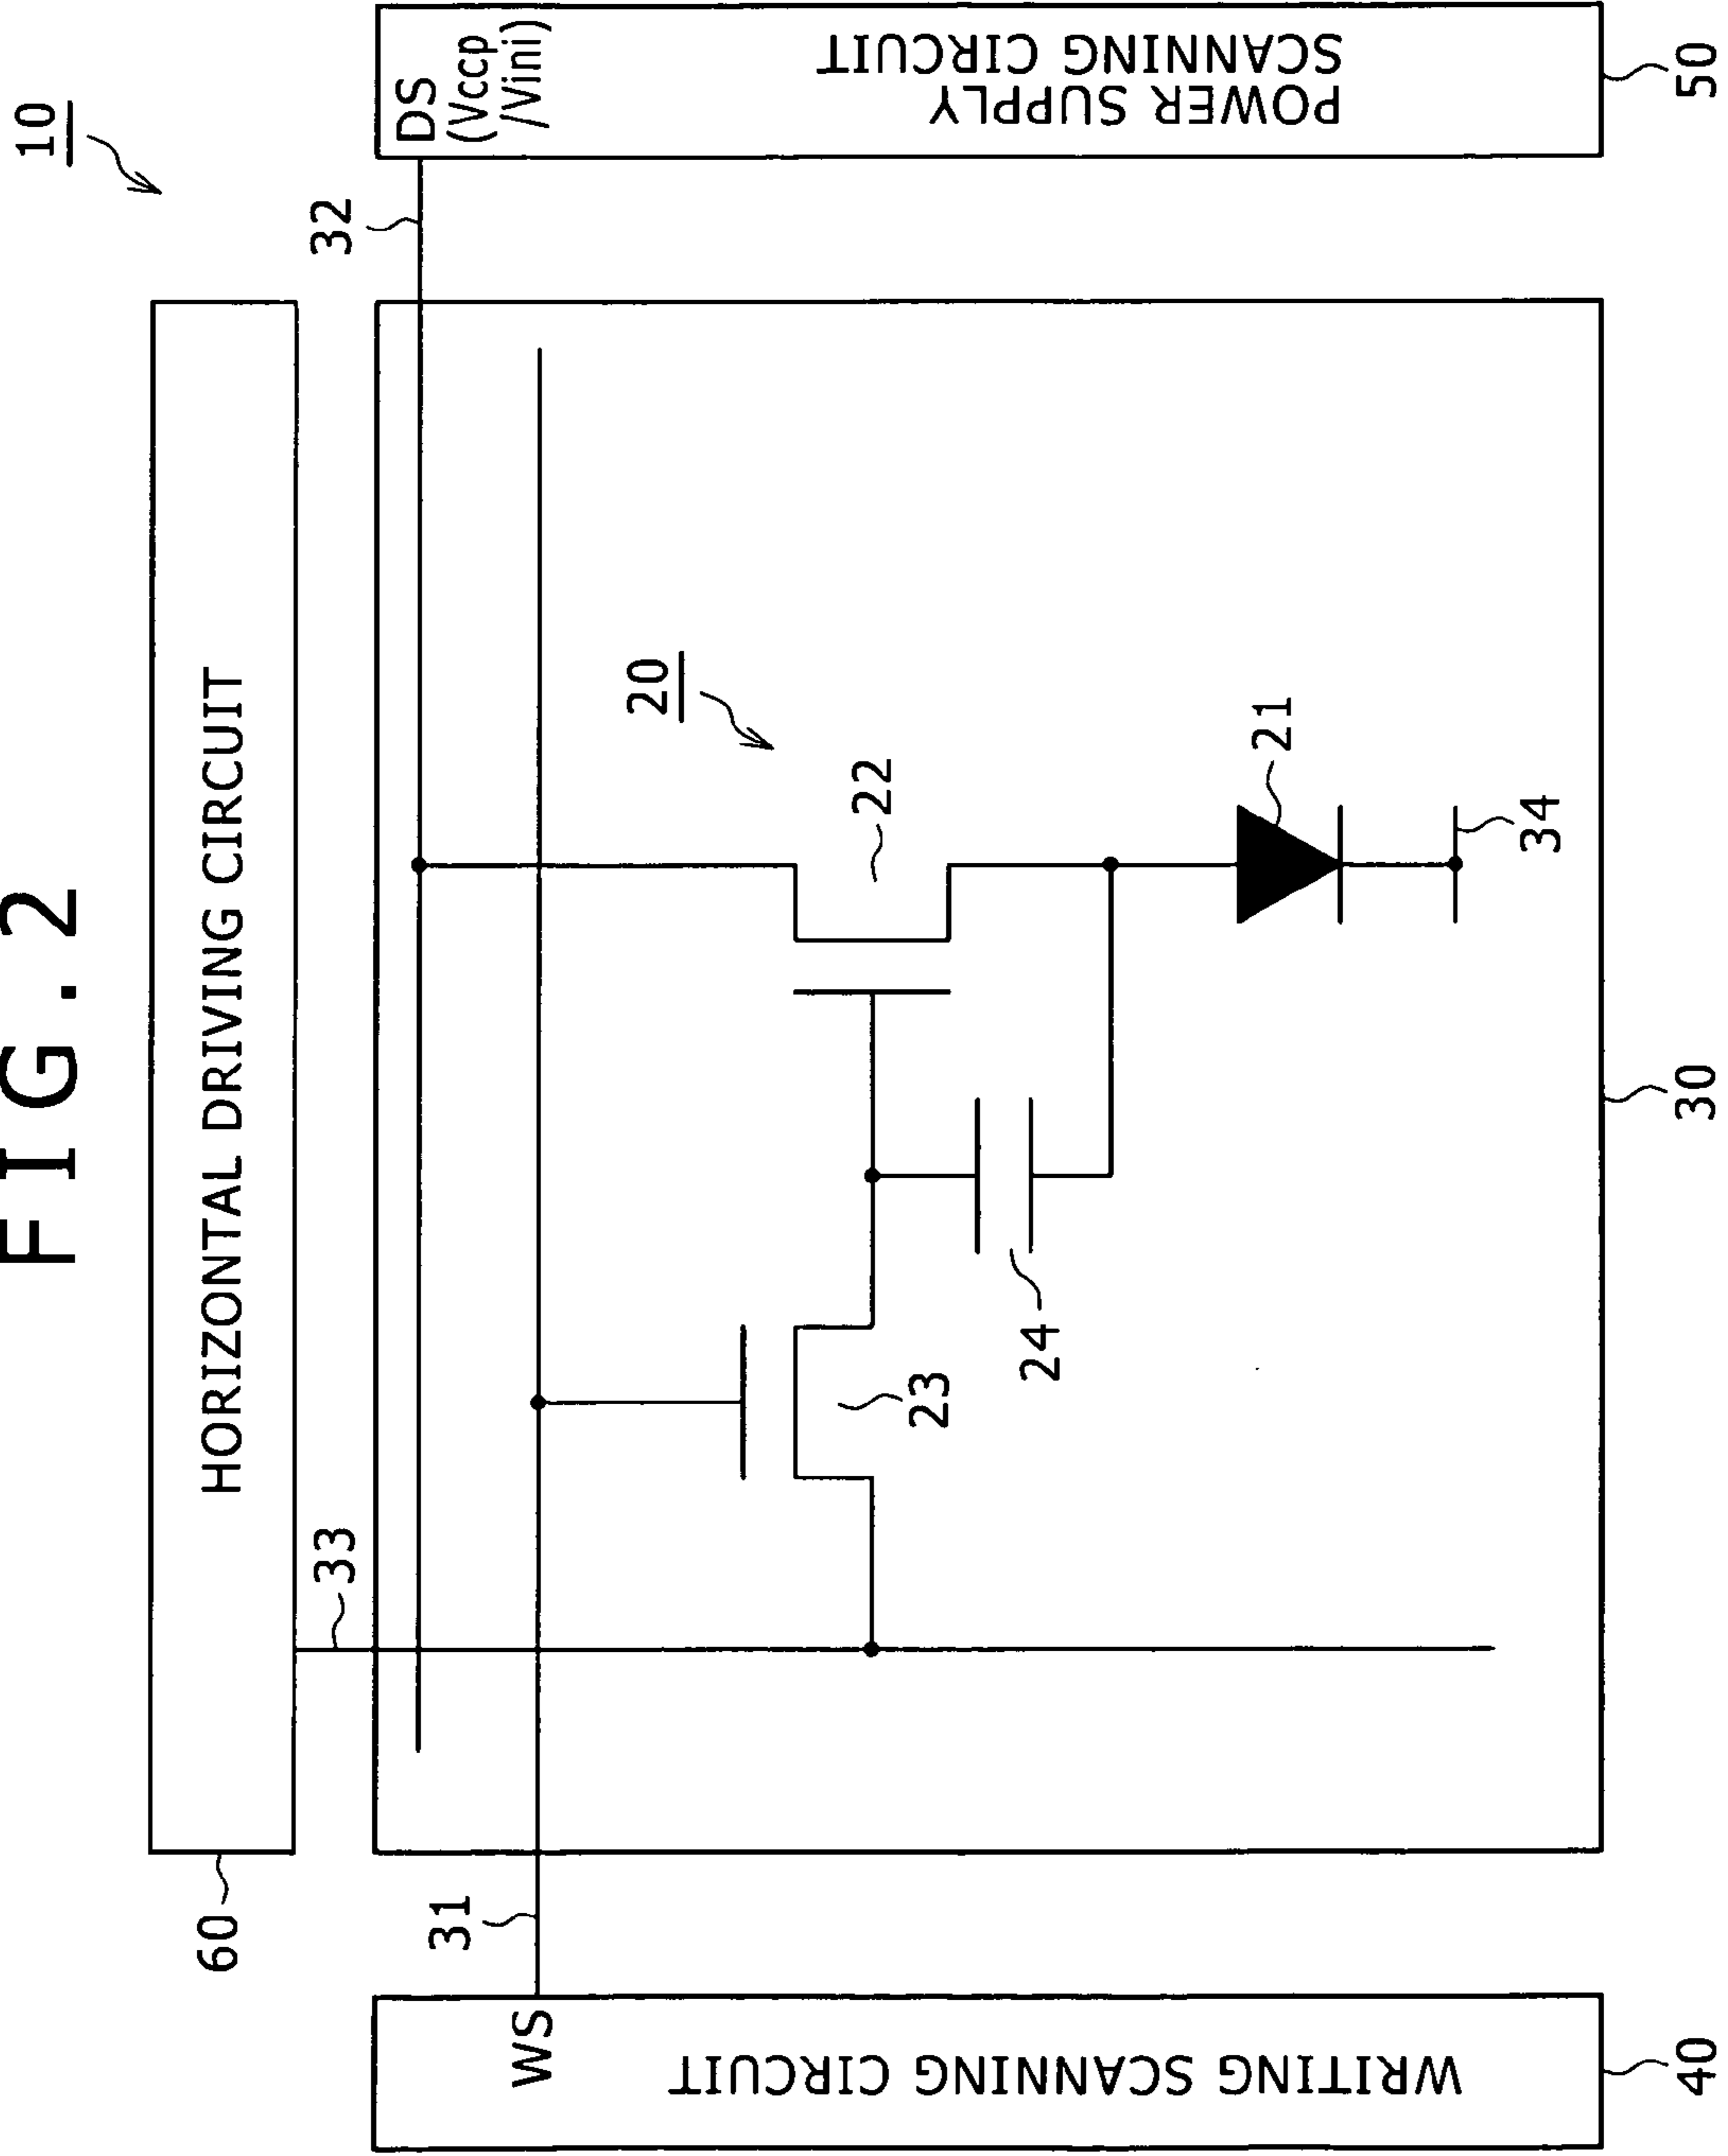 FIG. 2
10
60
HORIZONTAL DRIVING CIRCUIT
33
32
31
WS
WRITING SCANNING CIRCUIT
40
DS
(Vccp
/Vini)
POWER SUPPLY
SCANNING CIRCUIT
50
20
22
23
24
21
34
30